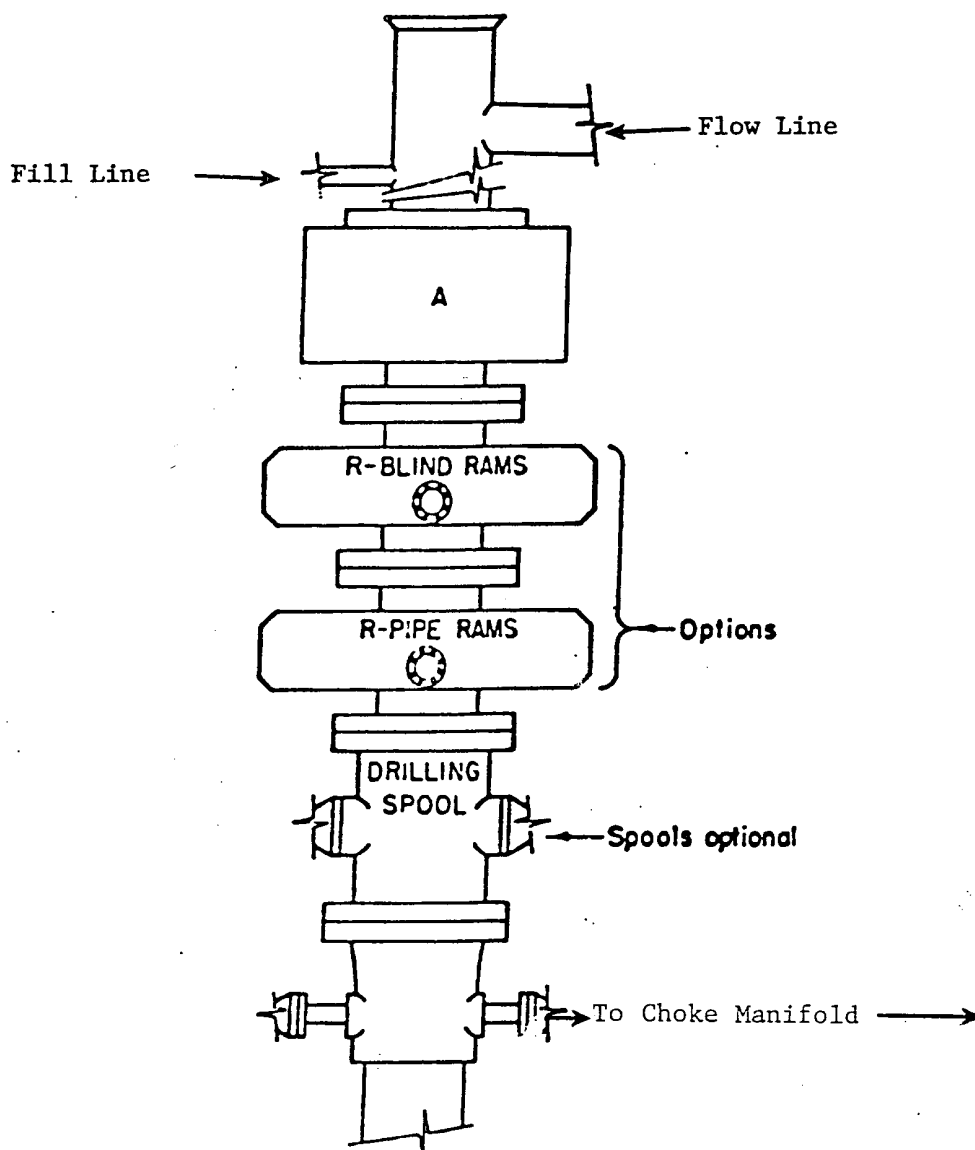 Flow Line
Fill Line
A
R-BLIND RAMS
R-PIPE RAMS
Options
DRILLING
SPOOL
Spools optional
To Choke Manifold